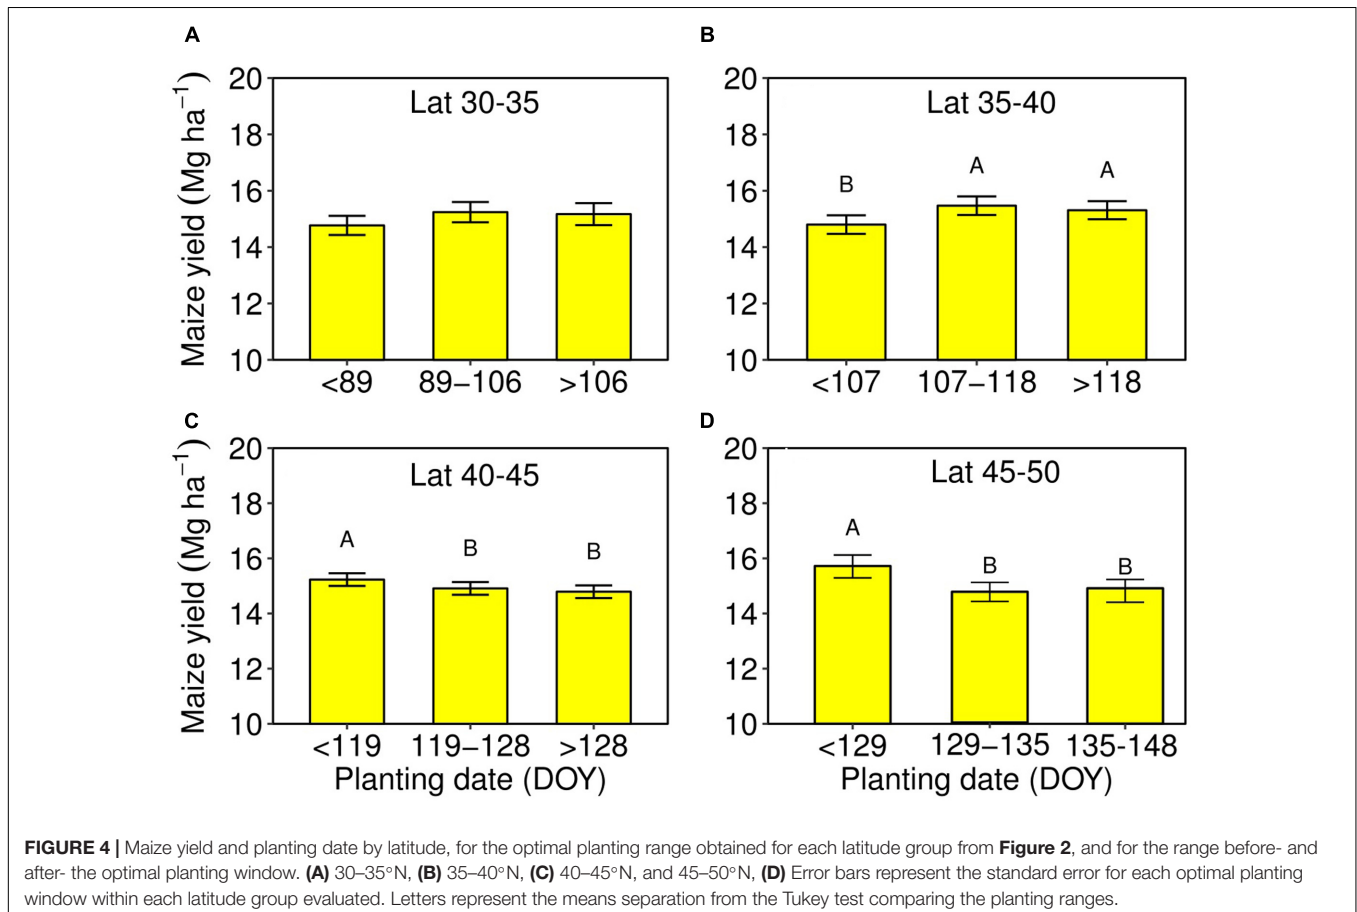 A
B
20
18
16
14
12
10
Maize yield (Mg ha⁻¹)
Lat 30-35
<89
89–106
>106
20
18
16
14
12
10
Lat 35-40
B
A
A
<107
107–118
>118
C
D
20
18
16
14
12
10
Maize yield (Mg ha⁻¹)
Lat 40-45
A
B
B
<119
119–128
>128
Planting date (DOY)
20
18
16
14
12
10
Lat 45-50
A
B
B
<129
129–135
135-148
Planting date (DOY)
FIGURE 4 | Maize yield and planting date by latitude, for the optimal planting range obtained for each latitude group from Figure 2, and for the range before- and
after- the optimal planting window. (A) 30–35°N, (B) 35–40°N, (C) 40–45°N, and 45–50°N, (D) Error bars represent the standard error for each optimal planting
window within each latitude group evaluated. Letters represent the means separation from the Tukey test comparing the planting ranges.